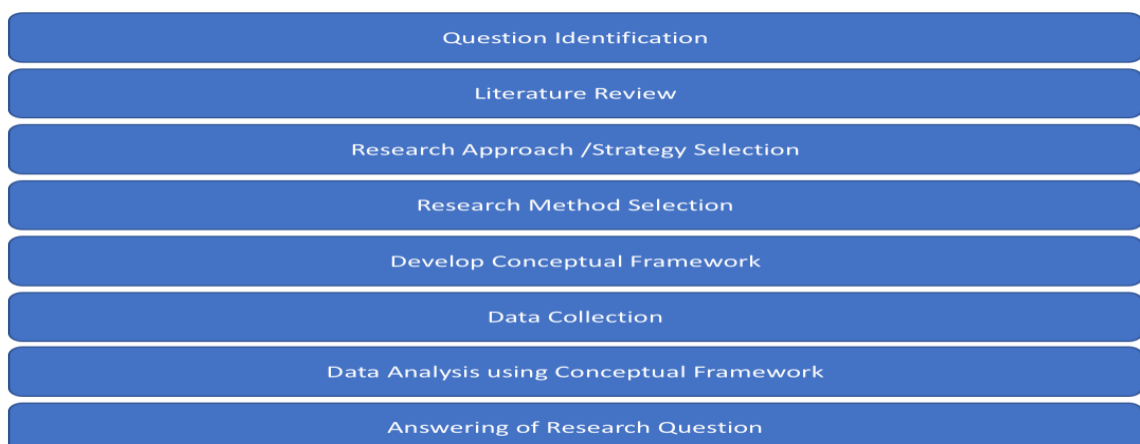 Question Identification
Literature Review
Research Approach /Strategy Selection
Research Method Selection
Develop Conceptual Framework
Data Collection
Data Analysis using Conceptual Framework
Answering of Research Question